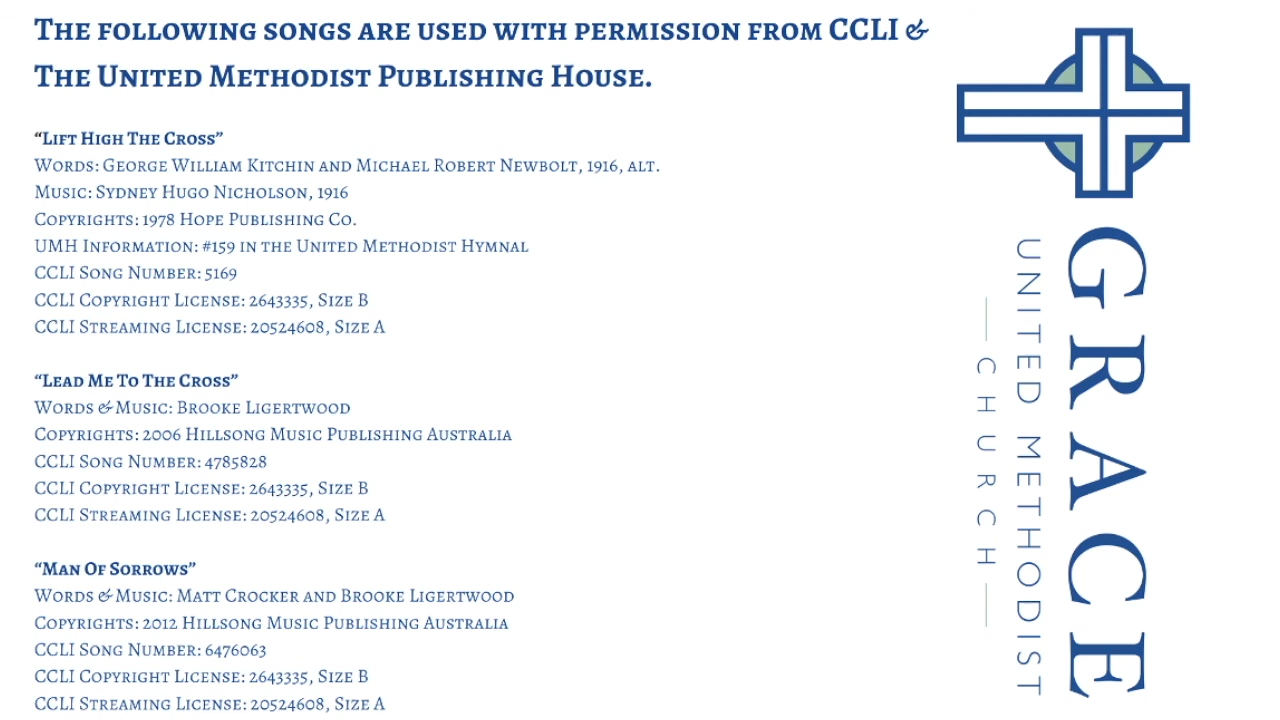 The following songs are used with permission from CCLI &
The United Methodist Publishing House.
“Lift High The Cross”
Words: George William Kitchin and Michael Robert Newbolt, 1916, alt.
Music: Sydney Hugo Nicholson, 1916
Copyrights: 1978 Hope Publishing Co.
UMH Information: #159 in the United Methodist Hymnal
CCLI Song Number: 5169
CCLI Copyright License: 2643335, Size B
CCLI Streaming License: 20524608, Size A
“Lead Me To The Cross”
Words & Music: Brooke Ligertwood
Copyrights: 2006 Hillsong Music Publishing Australia
CCLI Song Number: 4785828
CCLI Copyright License: 2643335, Size B
CCLI Streaming License: 20524608, Size A
“Man Of Sorrows”
Words & Music: Matt Crocker and Brooke Ligertwood
Copyrights: 2012 Hillsong Music Publishing Australia
CCLI Song Number: 6476063
CCLI Copyright License: 2643335, Size B
CCLI Streaming License: 20524608, Size A
GRACE
UNITED METHODIST
CHURCH